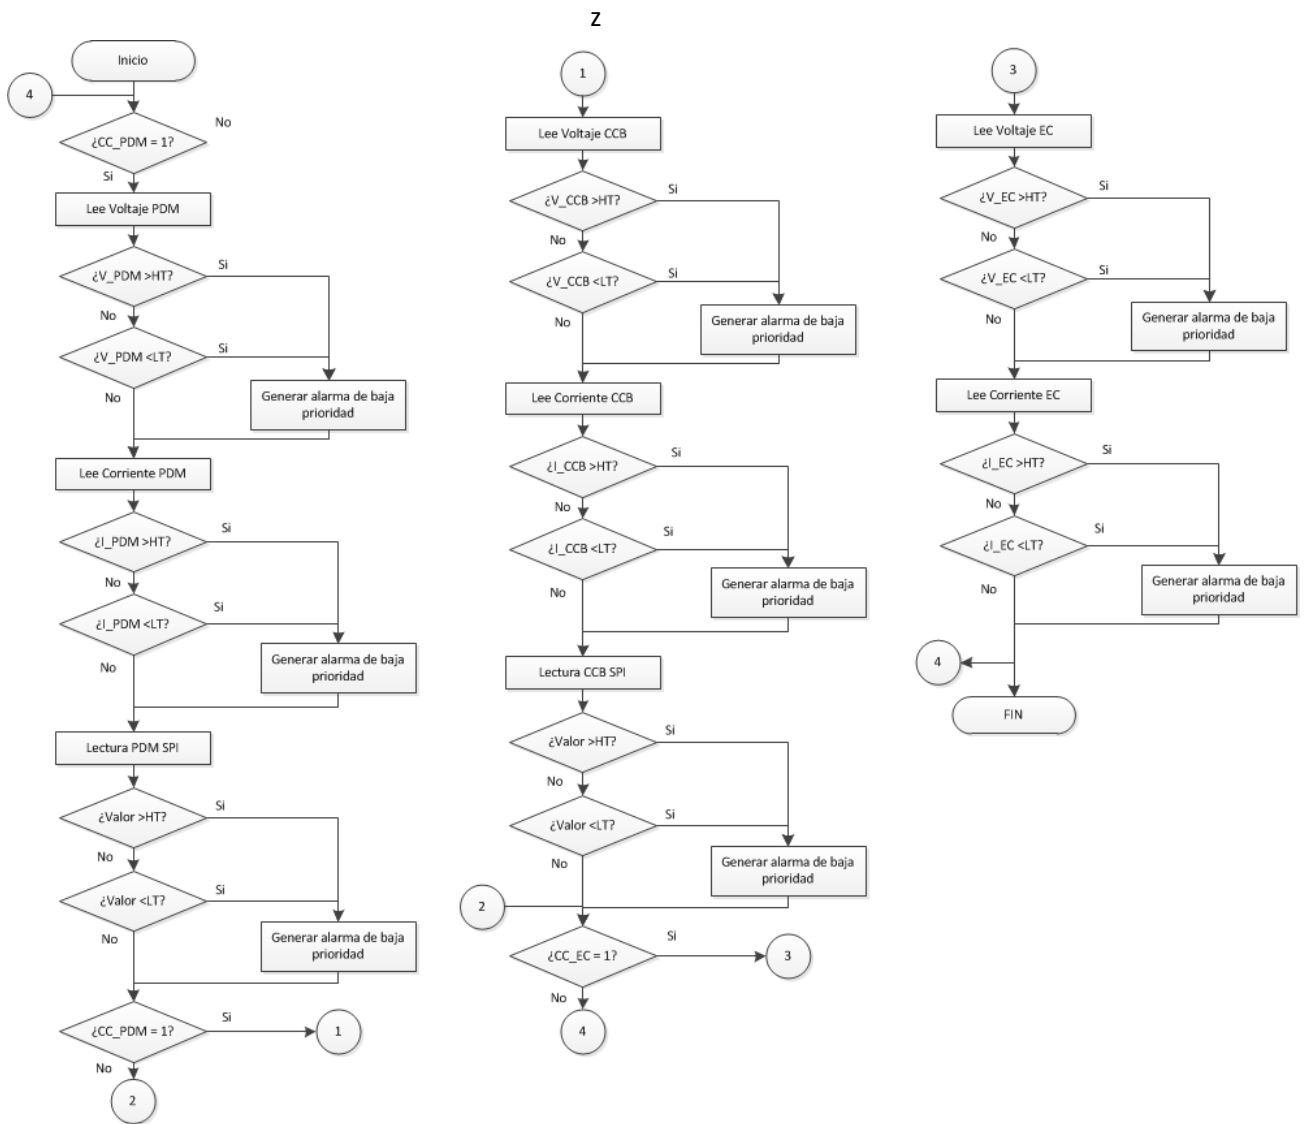 Z
Inicio
4
¿CC_PDM = 1?
No
Si
Lee Voltaje PDM
¿V_PDM >HT?
Si
No
¿V_PDM <LT?
Si
No
Generar alarma de baja
prioridad
Lee Corriente PDM
¿I_PDM >HT?
Si
No
¿I_PDM <LT?
Si
No
Generar alarma de baja
prioridad
Lectura PDM SPI
¿Valor >HT?
Si
No
¿Valor <LT?
Si
No
Generar alarma de baja
prioridad
¿CC_PDM = 1?
Si
1
No
2
1
Lee Voltaje CCB
¿V_CCB >HT?
Si
No
¿V_CCB <LT?
Si
No
Generar alarma de baja
prioridad
Lee Corriente CCB
¿I_CCB >HT?
Si
No
¿I_CCB <LT?
Si
No
Generar alarma de baja
prioridad
Lectura CCB SPI
¿Valor >HT?
Si
No
¿Valor <LT?
Si
No
Generar alarma de baja
prioridad
2
¿CC_EC = 1?
Si
3
No
4
3
Lee Voltaje EC
¿V_EC >HT?
Si
No
¿V_EC <LT?
Si
No
Generar alarma de baja
prioridad
Lee Corriente EC
¿I_EC >HT?
Si
No
¿I_EC <LT?
Si
No
Generar alarma de baja
prioridad
4
FIN